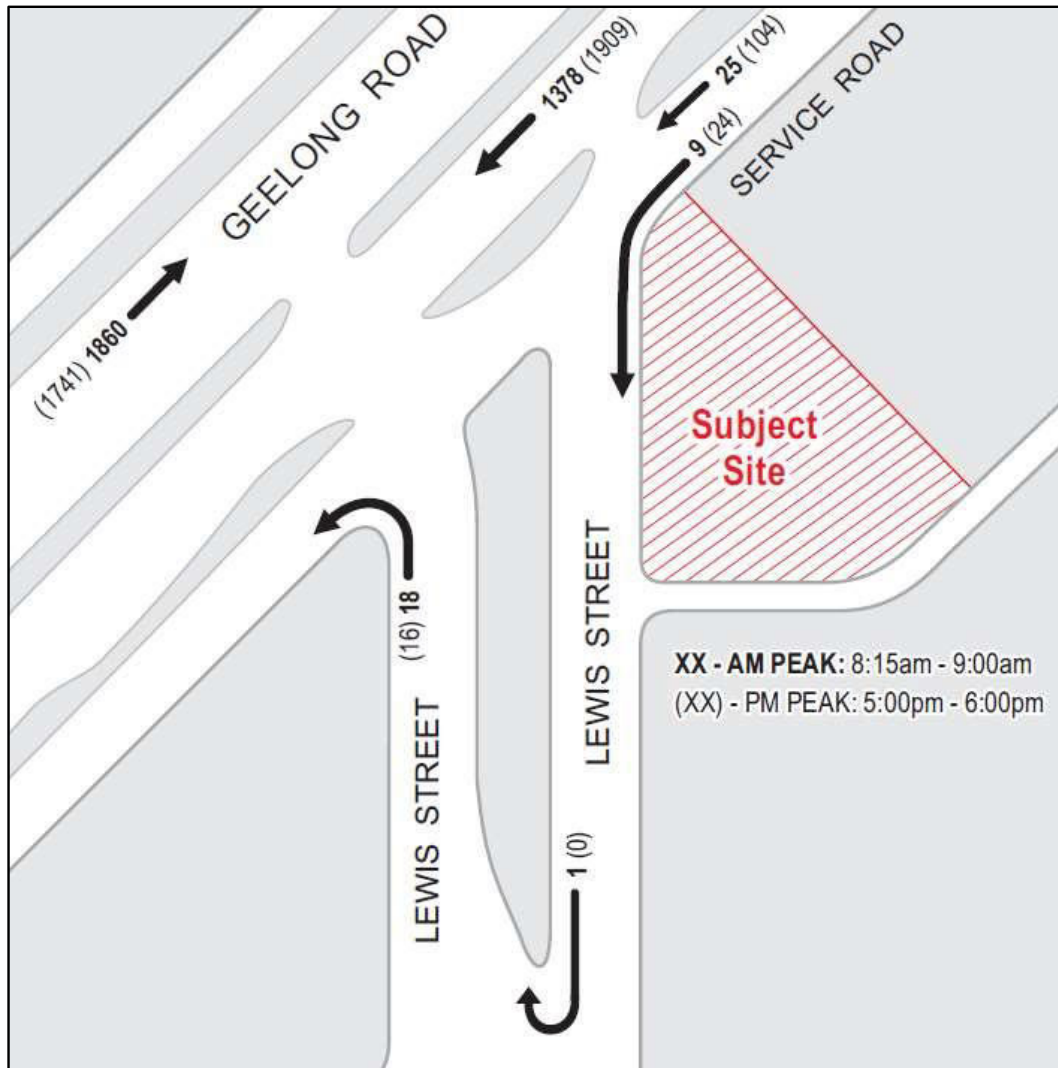 GEELONG ROAD
1378 (1909)
25 (104)
9 (24)
SERVICE ROAD
(1741) 1860
Subject
Site
(16) 18
LEWIS STREET
LEWIS STREET
XX - AM PEAK: 8:15am - 9:00am
(XX) - PM PEAK: 5:00pm - 6:00pm
1 (0)